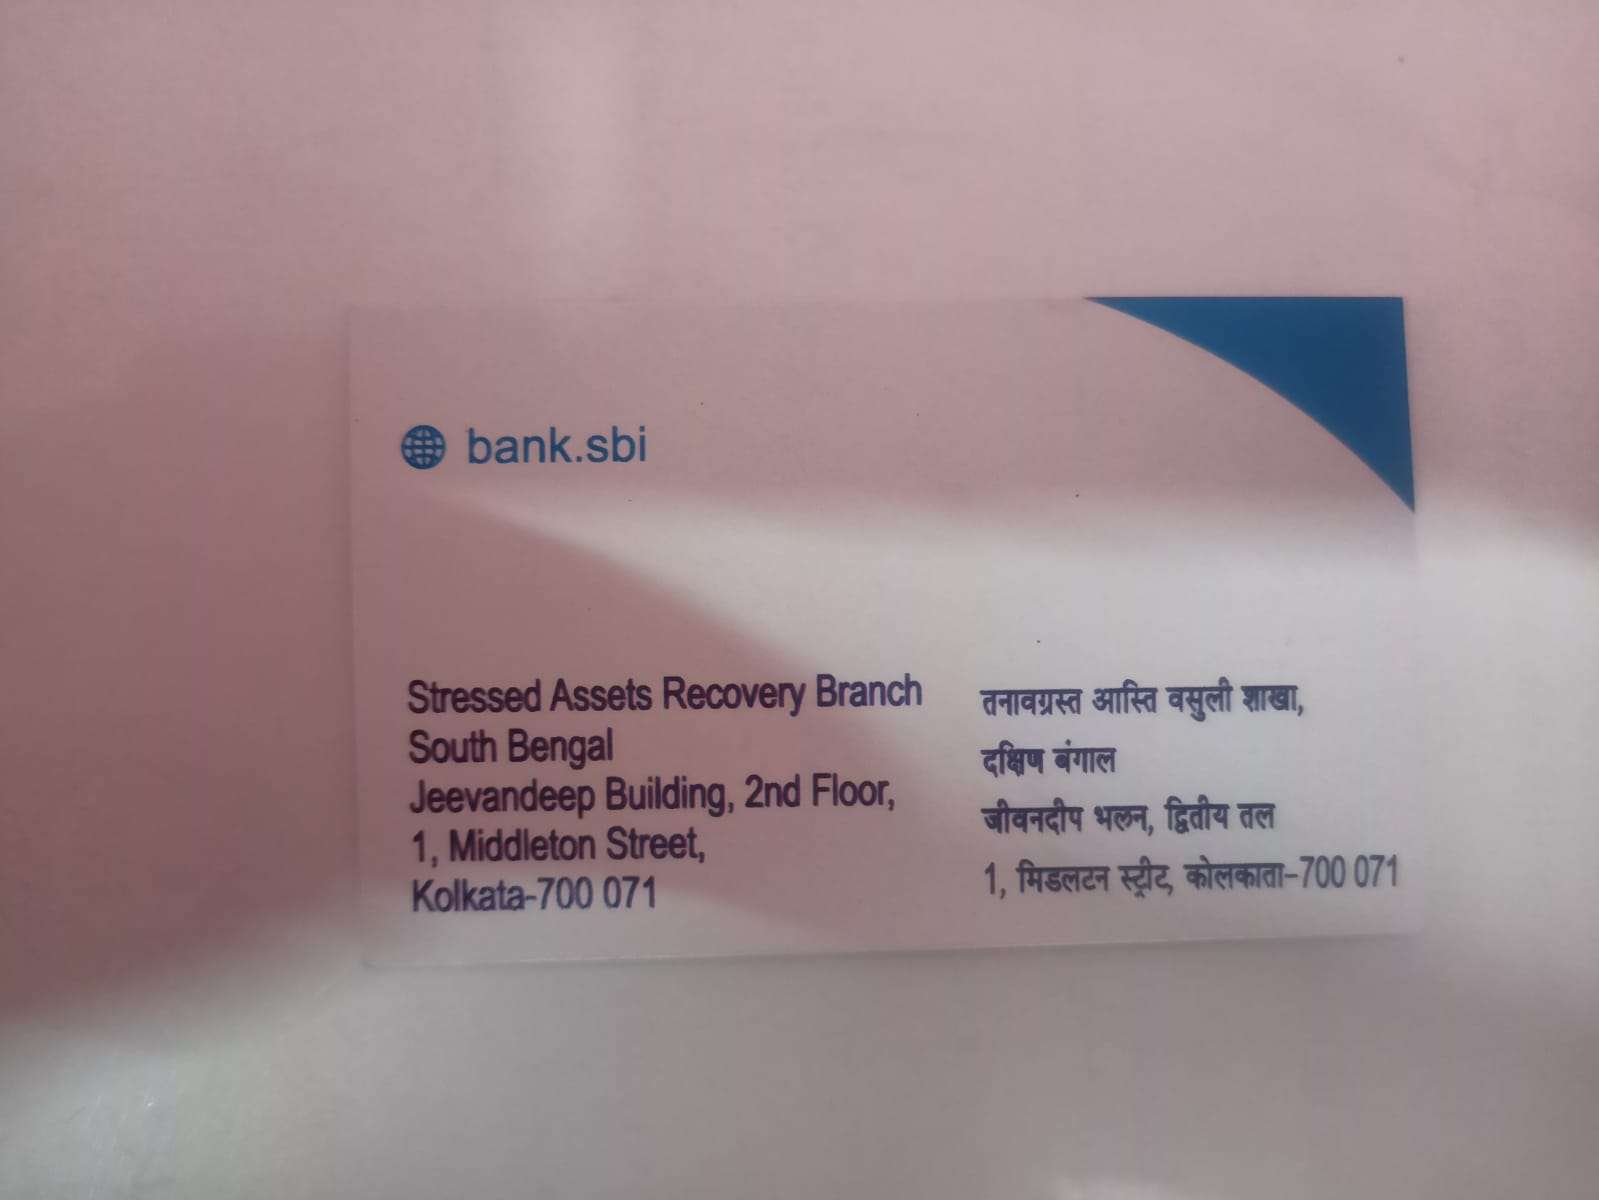 bank.sbi
Stressed Assets Recovery Branch
South Bengal
Jeevandeep Building, 2nd Floor,
1, Middleton Street,
Kolkata-700 071
तनावग्रस्त आस्ति वसुली शाखा,
दक्षिण बंगाल
जीवनदीप भलन, द्वितीय तल
1, मिडलटन स्ट्रीट, कोलकाता-700 071